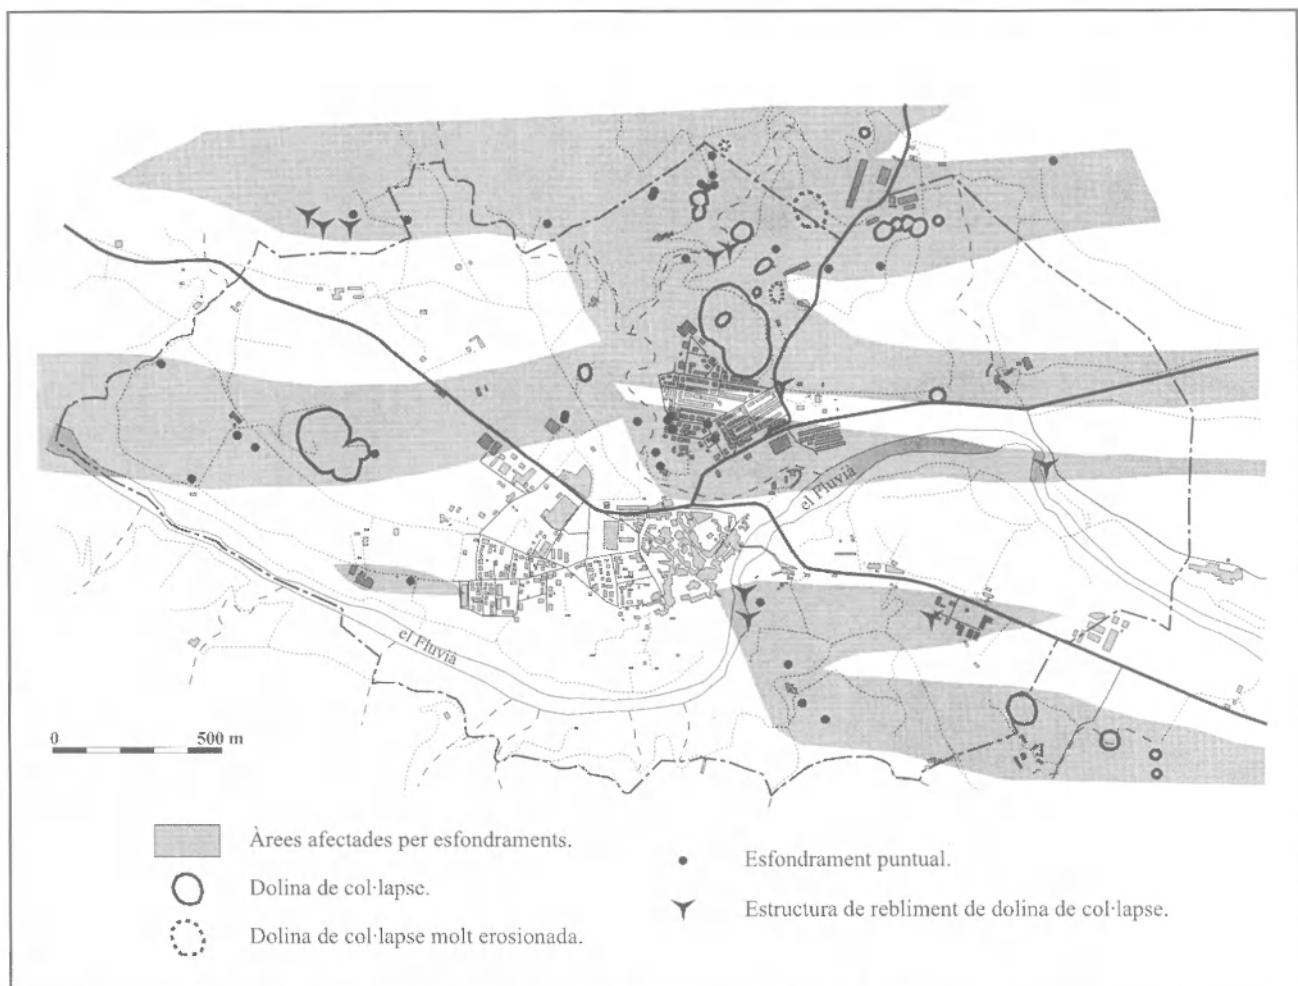 el Fluvià
el Fluvià
0 500 m
Àrees afectades per esfondraments.
Dolina de col·lapse.
Dolina de col·lapse molt erosionada.
Esfondrament puntual.
Estructura de rebliment de dolina de col·lapse.